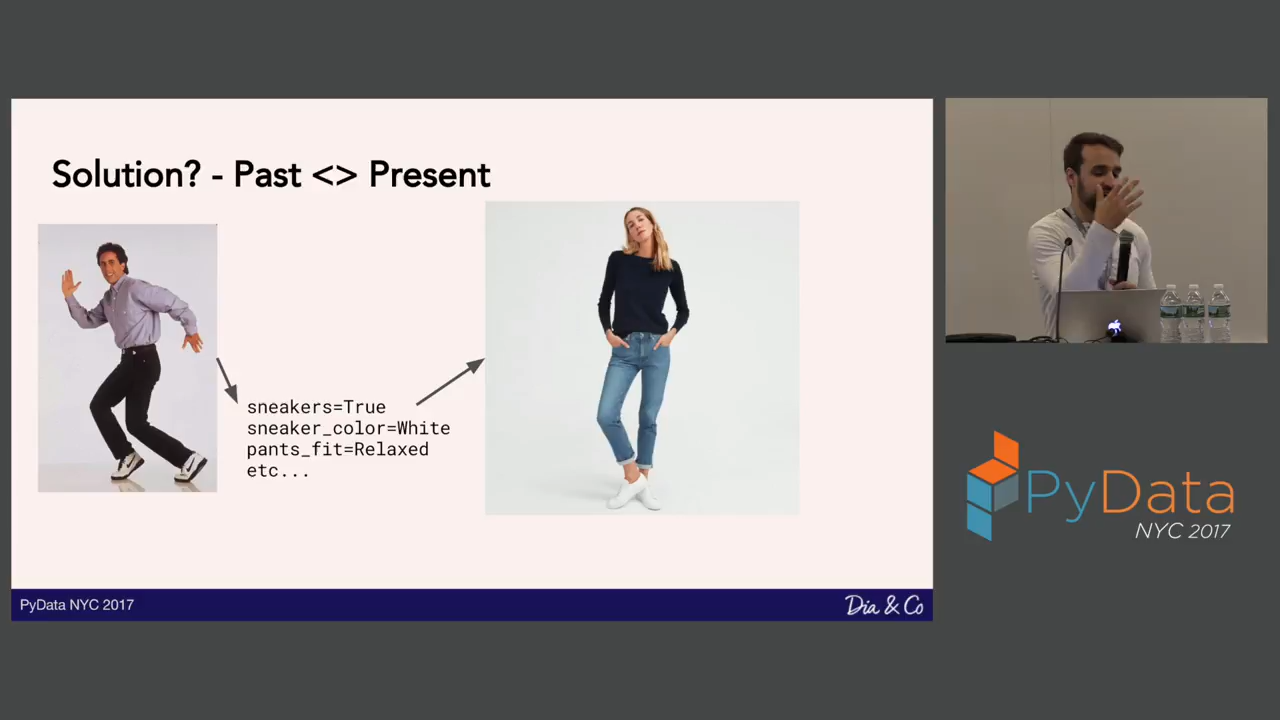 Solution? - Past <> Present
sneakers=True
sneaker_color=White
pants_fit=Relaxed
etc...
PyData NYC 2017
Dia & Co
PyData
NYC 2017